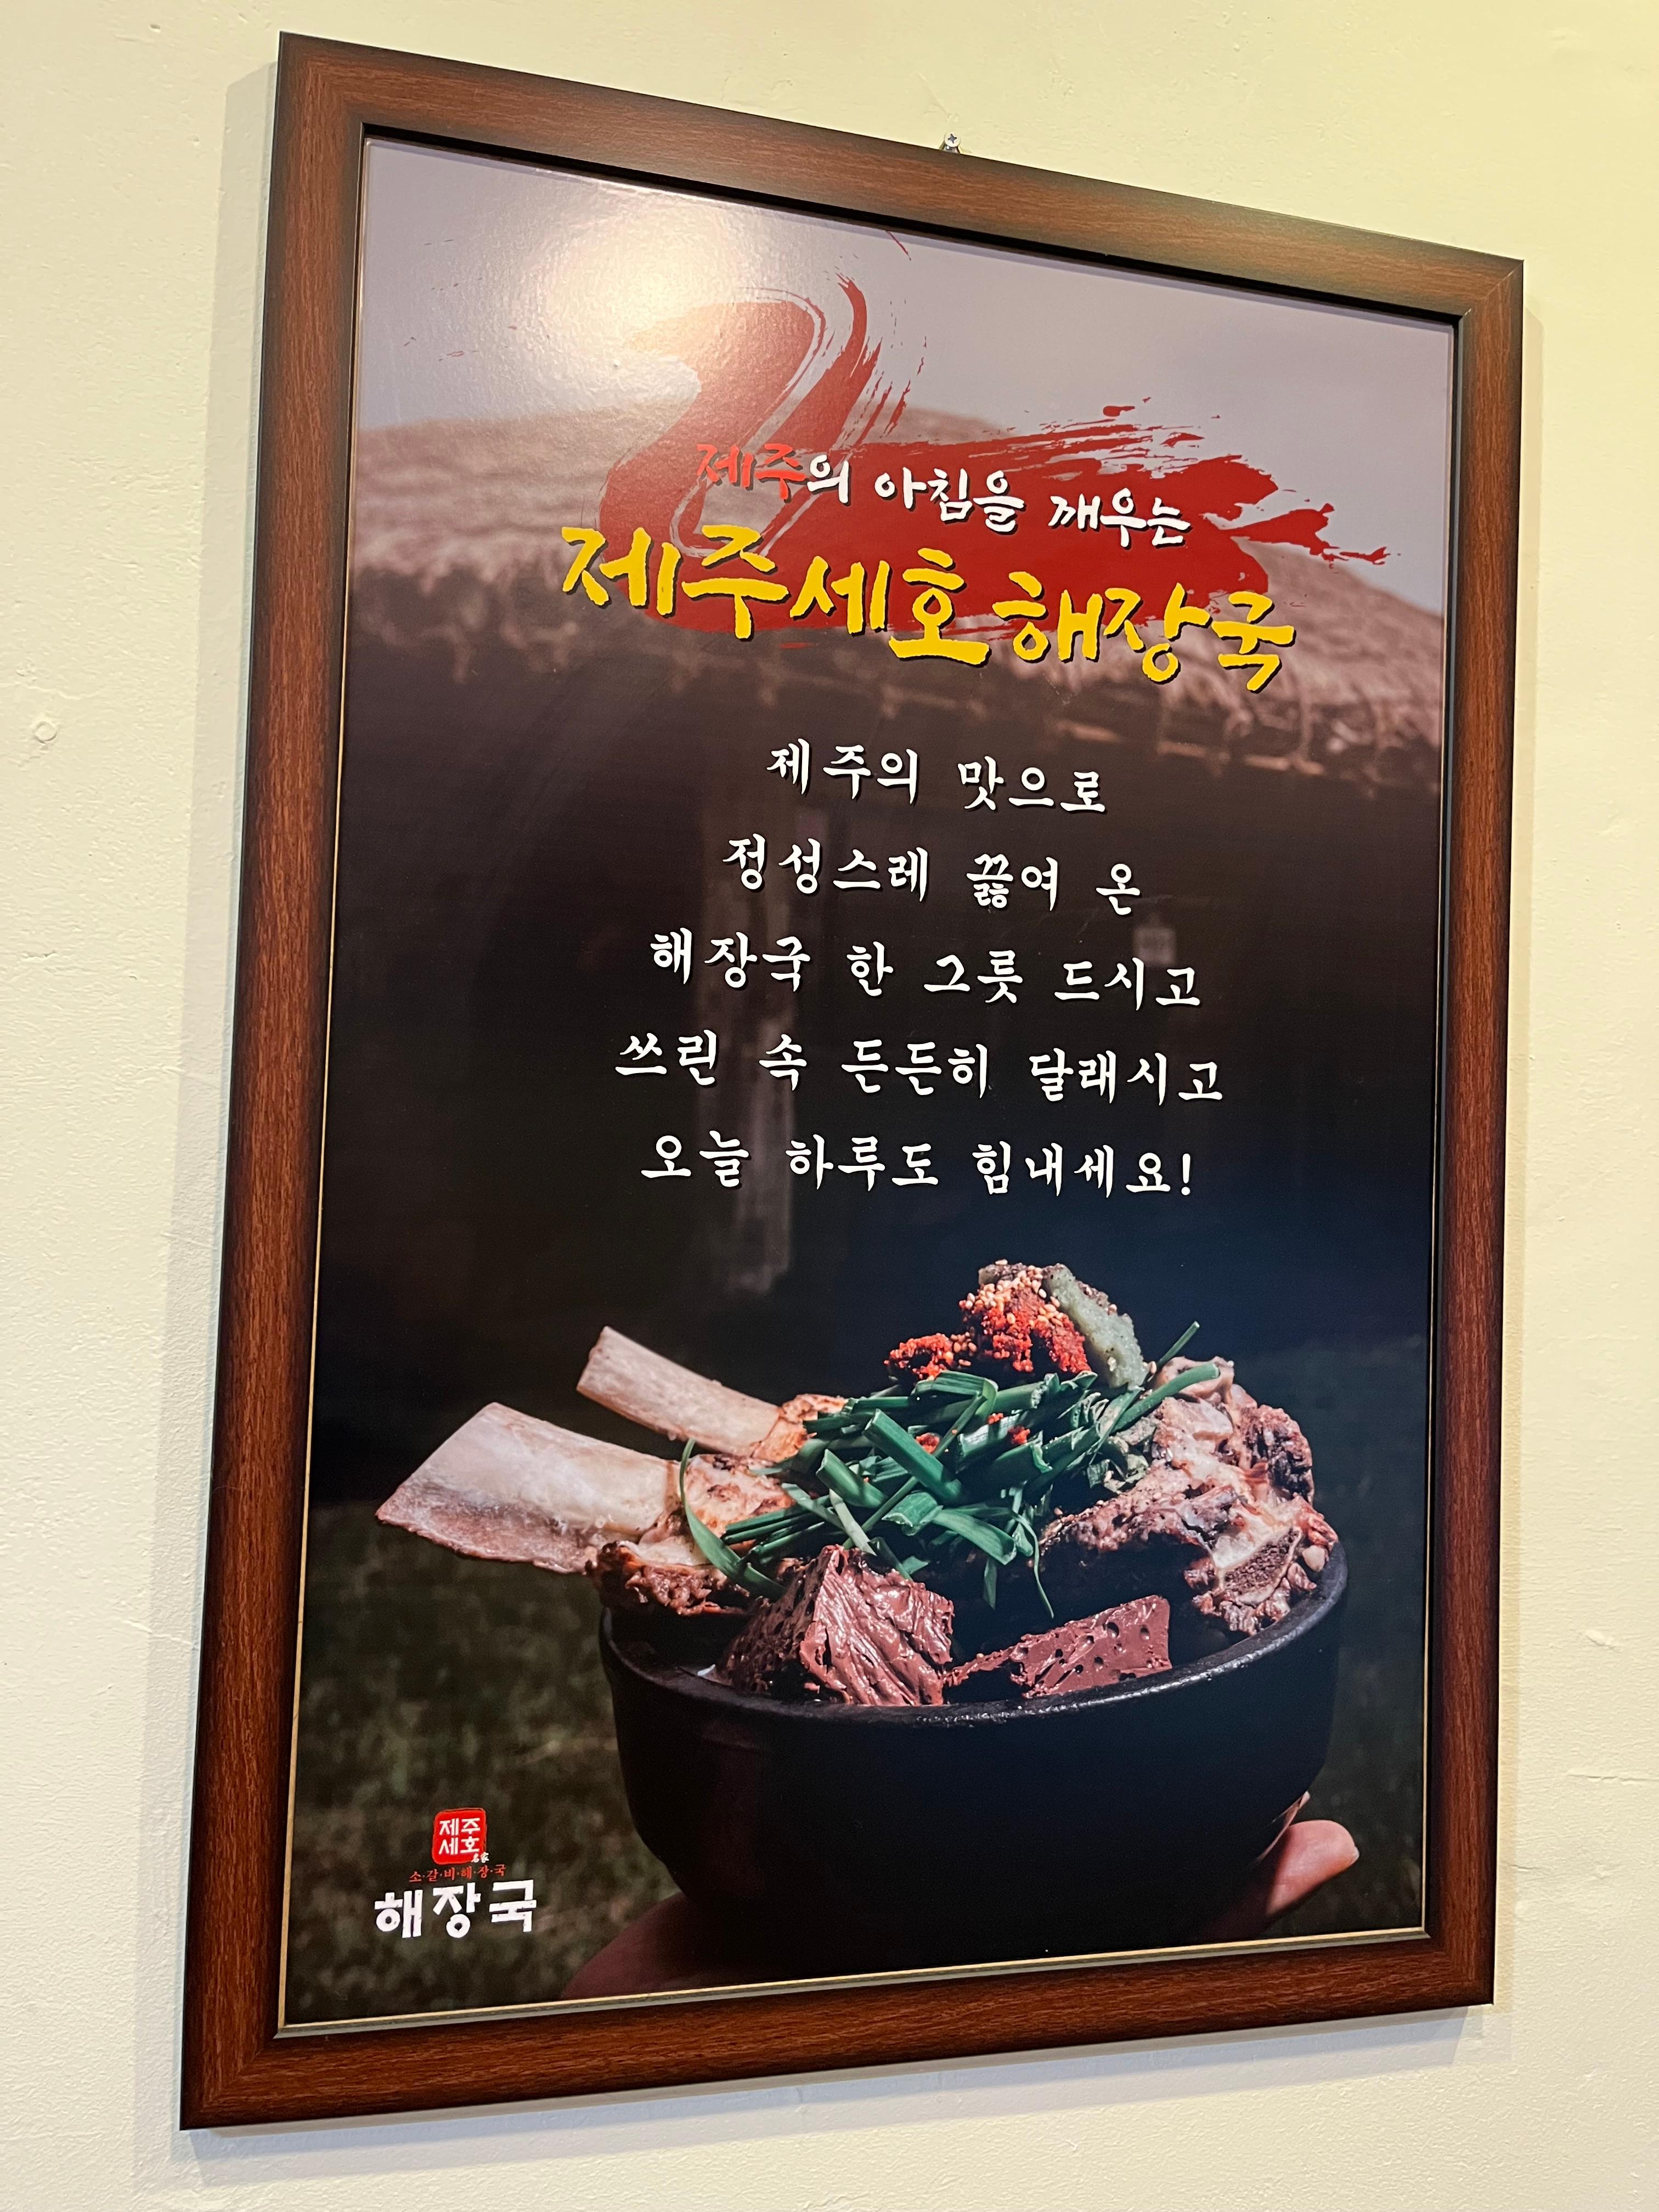 제주의 아침을 깨우는
제주세호 해장국
제주의 맛으로
정성스레 끓여 온
해장국 한 그릇 드시고
쓰린 속 든든히 달래시고
오늘 하루도 힘내세요!
제주
세호
名家
소·갈·비·해·장·국
해장국